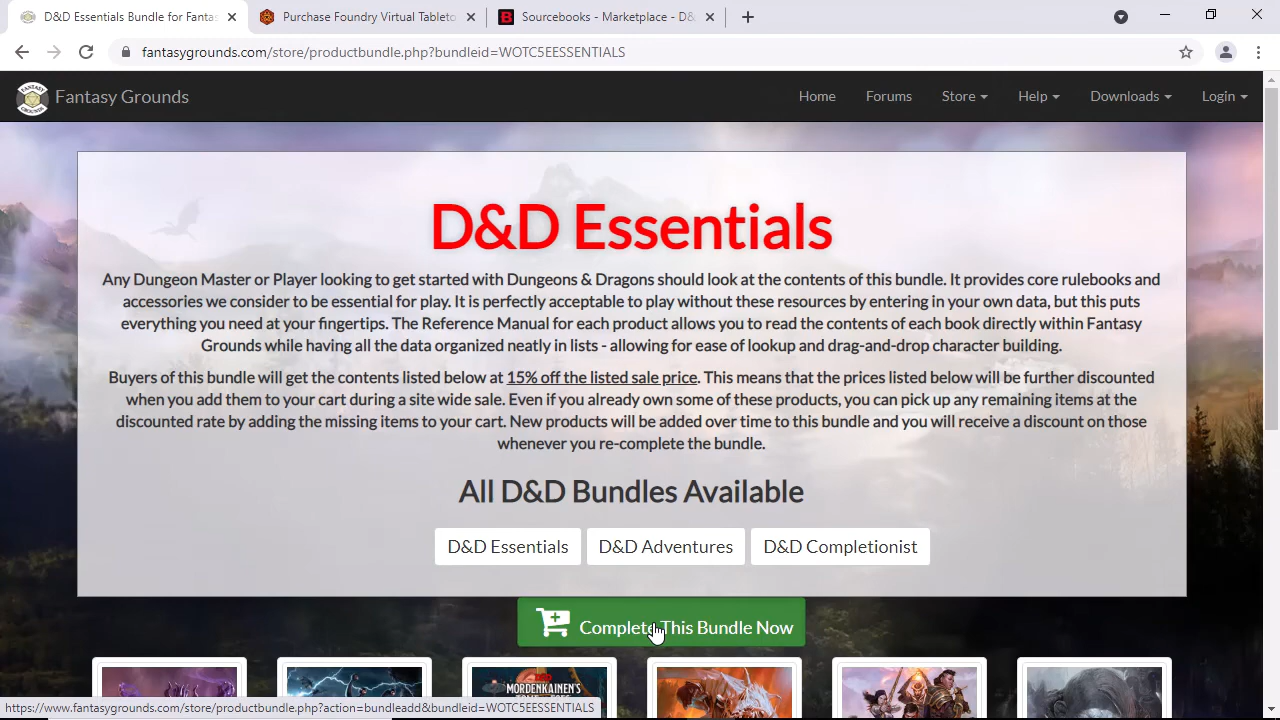 D&D Essentials Bundle for Fantas
Purchase Foundry Virtual Tableto
Sourcebooks - Marketplace - D&
fantasygrounds.com/store/productbundle.php?bundleid=WOTC5EESSENTIALS
FANTASY GROUNDS
Fantasy Grounds
Home
Forums
Store
Help
Downloads
Login
D&D Essentials
Any Dungeon Master or Player looking to get started with Dungeons & Dragons should look at the contents of this bundle. It provides core rulebooks and
accessories we consider to be essential for play. It is perfectly acceptable to play without these resources by entering in your own data, but this puts
everything you need at your fingertips. The Reference Manual for each product allows you to read the contents of each book directly within Fantasy
Grounds while having all the data organized neatly in lists - allowing for ease of lookup and drag-and-drop character building.
Buyers of this bundle will get the contents listed below at 15% off the listed sale price. This means that the prices listed below will be further discounted
when you add them to your cart during a site wide sale. Even if you already own some of these products, you can pick up any remaining items at the
discounted rate by adding the missing items to your cart. New products will be added over time to this bundle and you will receive a discount on those
whenever you re-complete the bundle.
All D&D Bundles Available
D&D Essentials
D&D Adventures
D&D Completionist
Complete This Bundle Now
MORDENKAINEN'S
https://www.fantasygrounds.com/store/productbundle.php?action=bundleadd&bundleid=WOTC5EESSENTIALS